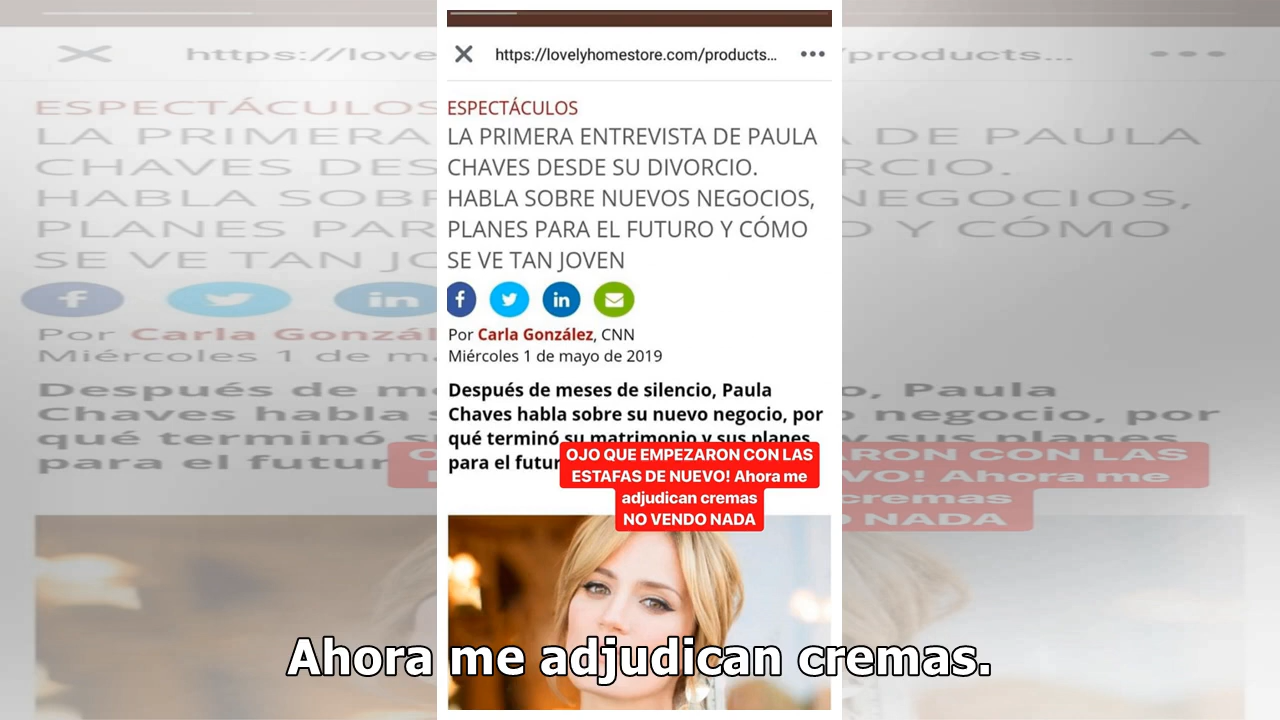 https://lovelyhomestore.com/products...
ESPECTÁCULOS
LA PRIMERA ENTREVISTA DE PAULA
CHAVES DESDE SU DIVORCIO.
HABLA SOBRE NUEVOS NEGOCIOS,
PLANES PARA EL FUTURO Y CÓMO
SE VE TAN JOVEN
Por Carla González, CNN
Miércoles 1 de mayo de 2019
Después de meses de silencio, Paula
Chaves habla sobre su nuevo negocio, por
qué terminó su matrimonio y sus planes
para el futur
OJO QUE EMPEZARON CON LAS
ESTAFAS DE NUEVO! Ahora me
adjudican cremas
NO VENDO NADA
Ahora me adjudican cremas.